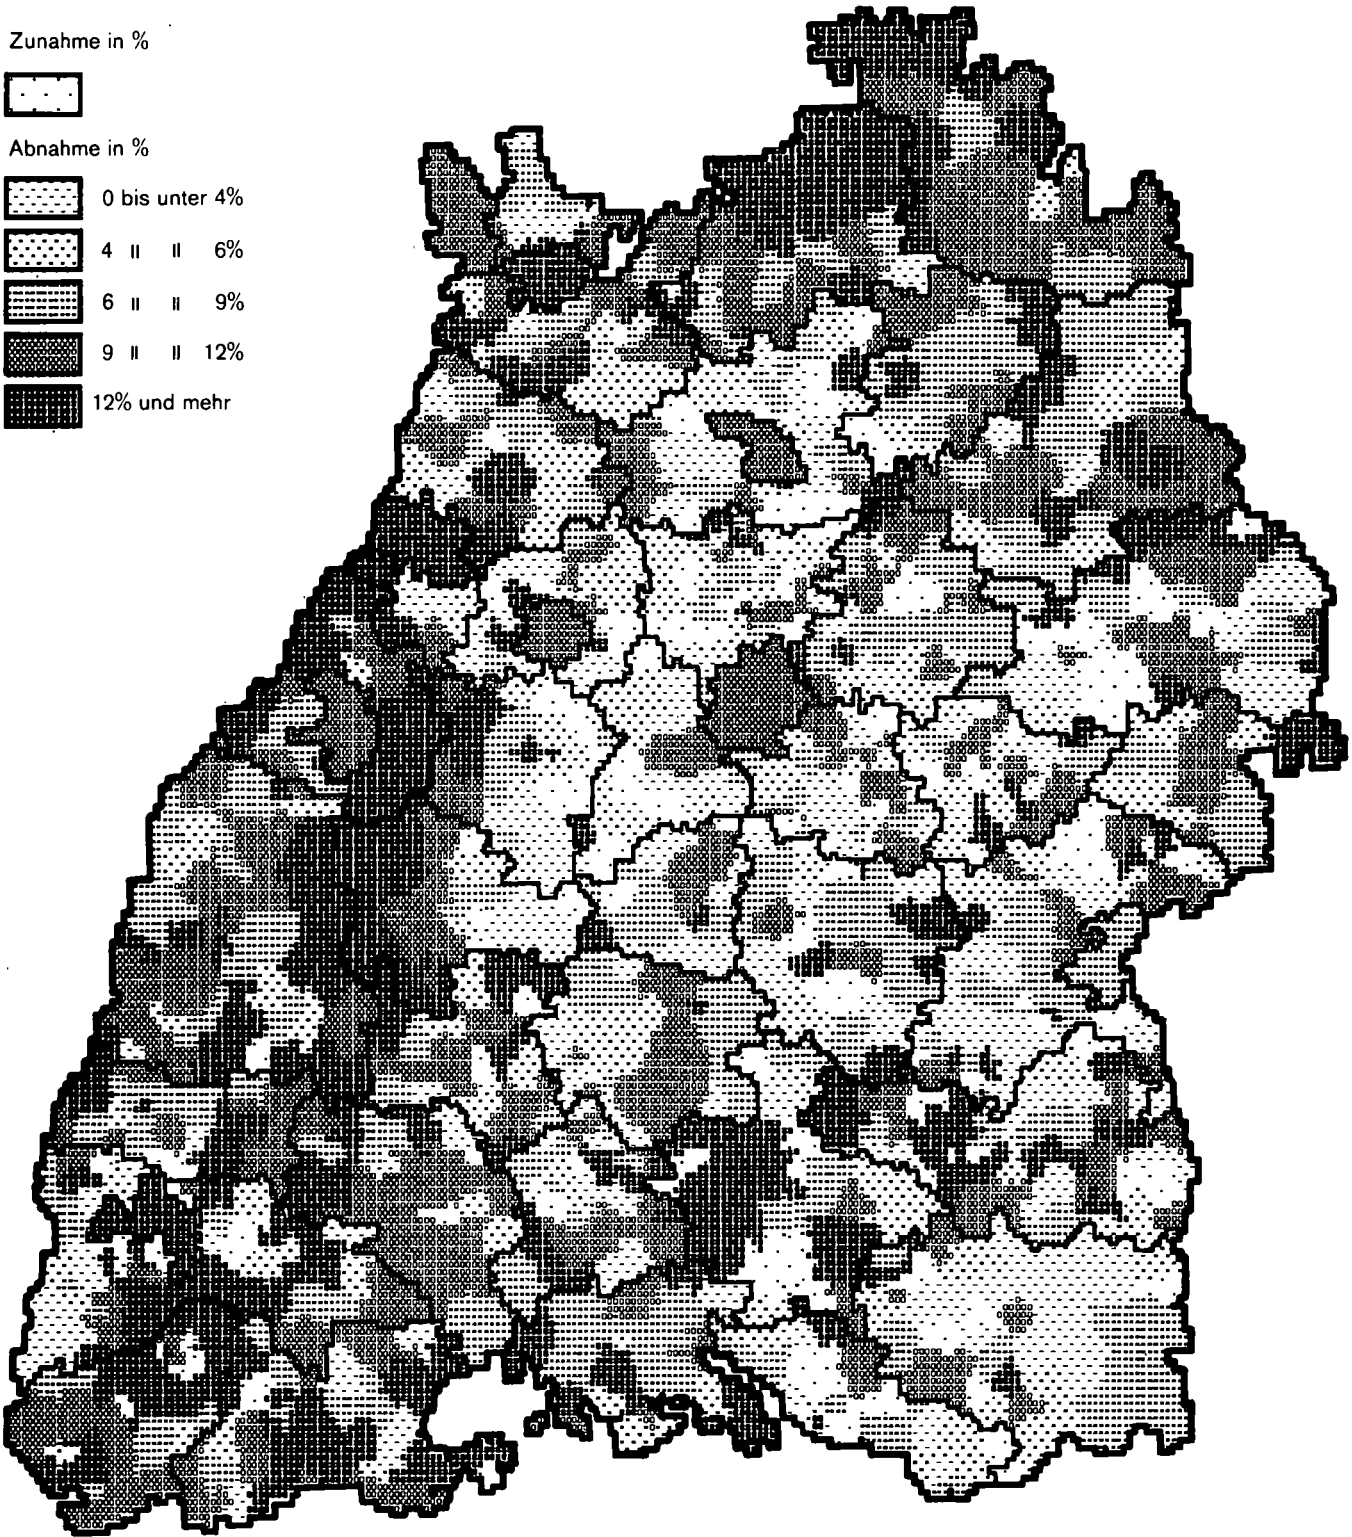 Zunahme in %
Abnahme in %
0 bis unter 4%
4 " " 6%
6 " " 9%
9 " " 12%
12% und mehr